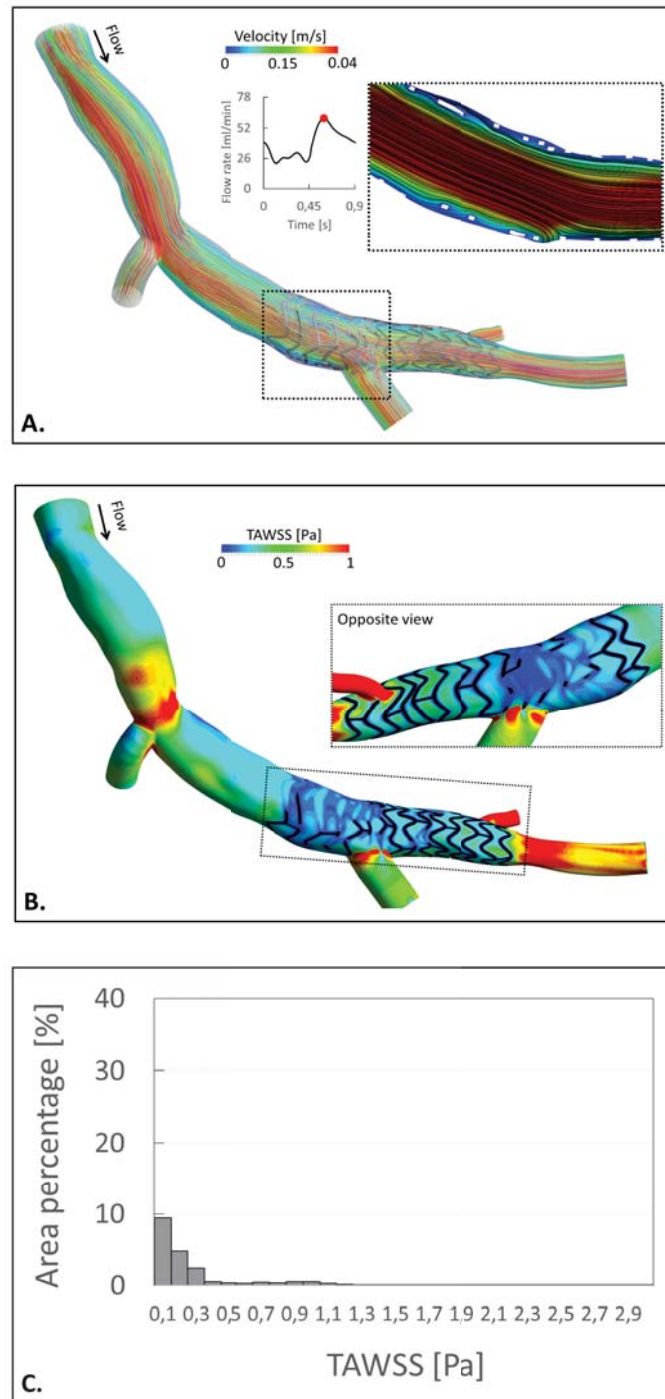 Flow
Velocity [m/s]
0 0.15 0.04
Flow rate [ml/min]
78
52
26
0
0 0,45 0,9
Time [s]
A.
Flow
TAWSS [Pa]
0 0.5 1
Opposite view
B.
Area percentage [%]
40
30
20
10
0
0,1 0,3 0,5 0,7 0,9 1,1 1,3 1,5 1,7 1,9 2,1 2,3 2,5 2,7 2,9
TAWSS [Pa]
C.